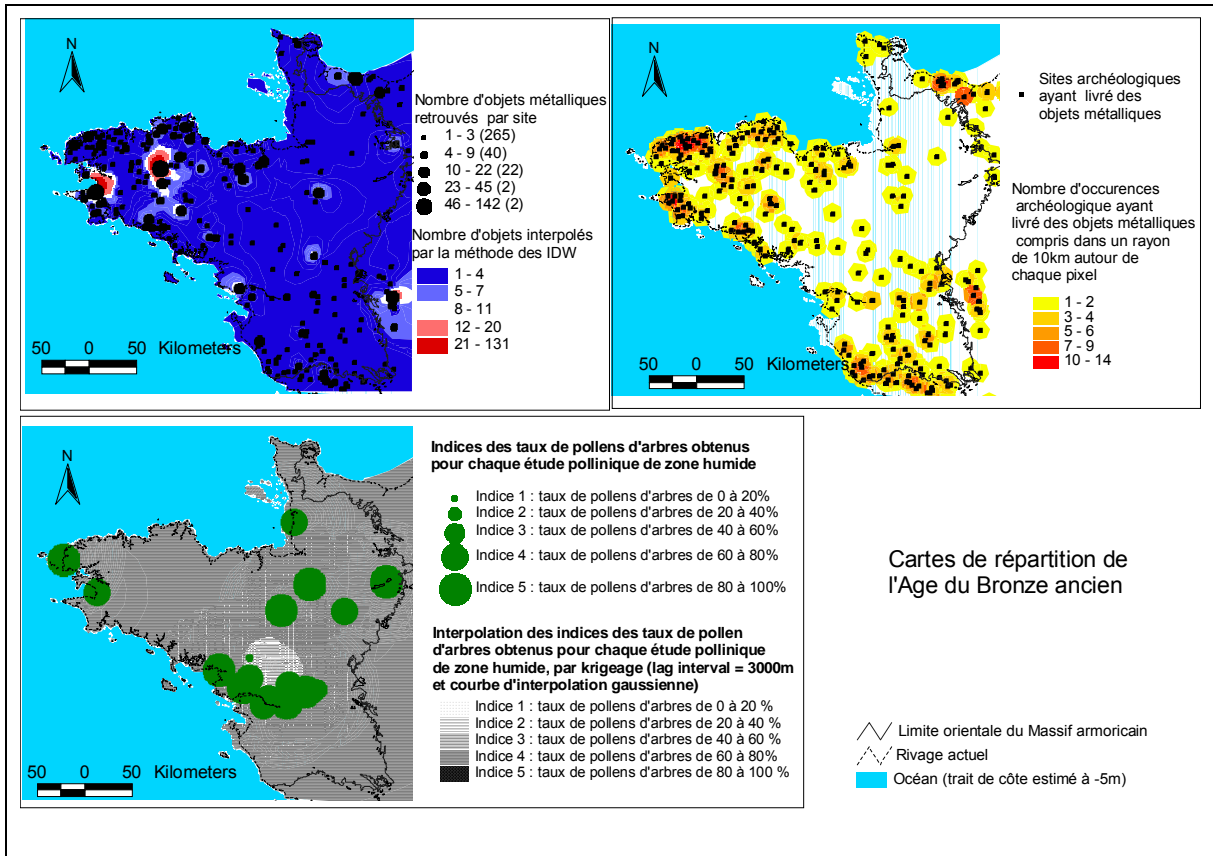 N
Nombre d'objets métalliques
retrouvés par site
1 - 3 (265)
4 - 9 (40)
10 - 22 (22)
23 - 45 (2)
46 - 142 (2)
Nombre d'objets interpolés
par la méthode des IDW
1 - 4
5 - 7
8 - 11
12 - 20
21 - 131
50 0 50 Kilometers
N
Sites archéologiques
ayant livré des
objets métalliques
Nombre d'occurences
archéologique ayant
livré des objets métalliques
compris dans un rayon
de 10km autour de
chaque pixel
1 - 2
3 - 4
5 - 6
7 - 9
10 - 14
50 0 50 Kilometers
N
Indices des taux de pollens d'arbres obtenus
pour chaque étude pollinique de zone humide
Indice 1 : taux de pollens d'arbres de 0 à 20%
Indice 2 : taux de pollens d'arbres de 20 à 40%
Indice 3 : taux de pollens d'arbres de 40 à 60%
Indice 4 : taux de pollens d'arbres de 60 à 80%
Indice 5 : taux de pollens d'arbres de 80 à 100%
Interpolation des indices des taux de pollen
d'arbres obtenus pour chaque étude pollinique
de zone humide, par krigeage (lag interval = 3000m
et courbe d'interpolation gaussienne)
Indice 1 : taux de pollens d'arbres de 0 à 20 %
Indice 2 : taux de pollens d'arbres de 20 à 40 %
Indice 3 : taux de pollens d'arbres de 40 à 60 %
Indice 4 : taux de pollens d'arbres de 60 à 80%
Indice 5 : taux de pollens d'arbres de 80 à 100 %
50 0 50 Kilometers
Cartes de répartition de
l'Age du Bronze ancien
Limite orientale du Massif armoricain
Rivage actuel
Océan (trait de côte estimé à -5m)